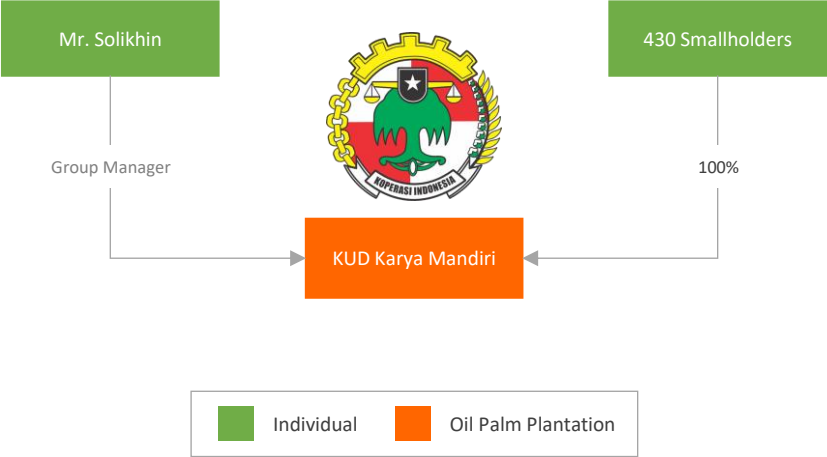 Mr. Solikhin
430 Smallholders
Group Manager
100%
KOPERASI INDONESIA
KUD Karya Mandiri
Individual
Oil Palm Plantation